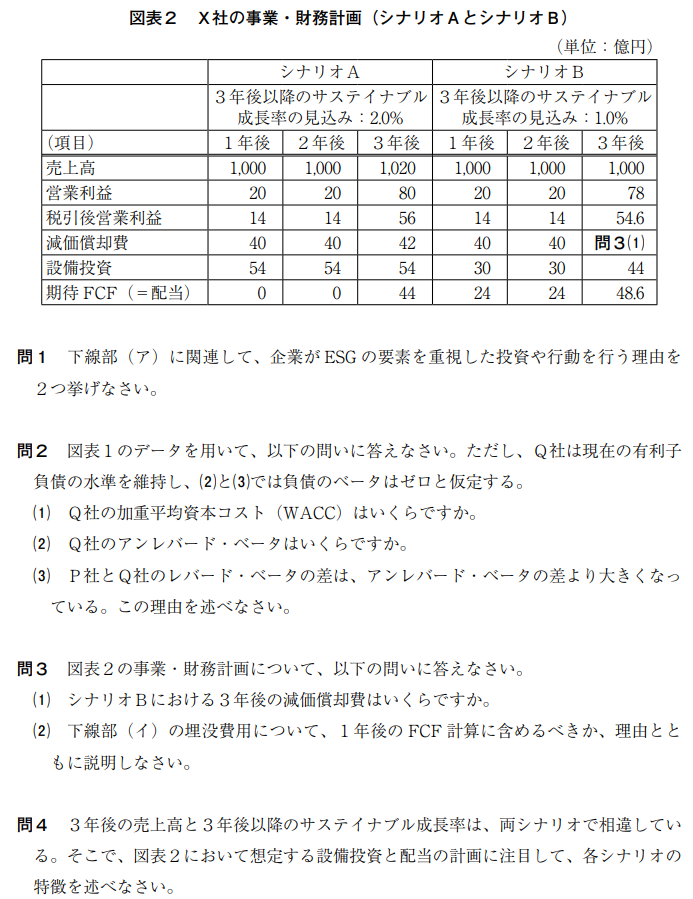 図表２　Ｘ社の事業・財務計画（シナリオＡとシナリオＢ）
（単位：億円）
シナリオＡ　シナリオＢ
３年後以降のサステイナブル成長率の見込み：2.0%　３年後以降のサステイナブル成長率の見込み：1.0%
（項目）　１年後　２年後　３年後　１年後　２年後　３年後
売上高　1,000　1,000　1,020　1,000　1,000　1,000
営業利益　20　20　80　20　20　78
税引後営業利益　14　14　56　14　14　54.6
減価償却費　40　40　42　40　40　問３⑴
設備投資　54　54　54　30　30　44
期待 FCF（＝配当）　0　0　44　24　24　48.6
問１　下線部（ア）に関連して、企業が ESG の要素を重視した投資や行動を行う理由を
２つ挙げなさい。
問２　図表１のデータを用いて、以下の問いに答えなさい。ただし、Ｑ社は現在の有利子
負債の水準を維持し、⑵と⑶では負債のベータはゼロと仮定する。
⑴　Ｑ社の加重平均資本コスト（WACC）はいくらですか。
⑵　Ｑ社のアンレバード・ベータはいくらですか。
⑶　Ｐ社とＱ社のレバード・ベータの差は、アンレバード・ベータの差より大きくなっ
ている。この理由を述べなさい。
問３　図表２の事業・財務計画について、以下の問いに答えなさい。
⑴　シナリオＢにおける３年後の減価償却費はいくらですか。
⑵　下線部（イ）の埋没費用について、１年後の FCF 計算に含めるべきか、理由とと
もに説明しなさい。
問４　３年後の売上高と３年後以降のサステイナブル成長率は、両シナリオで相違してい
る。そこで、図表２において想定する設備投資と配当の計画に注目して、各シナリオの
特徴を述べなさい。